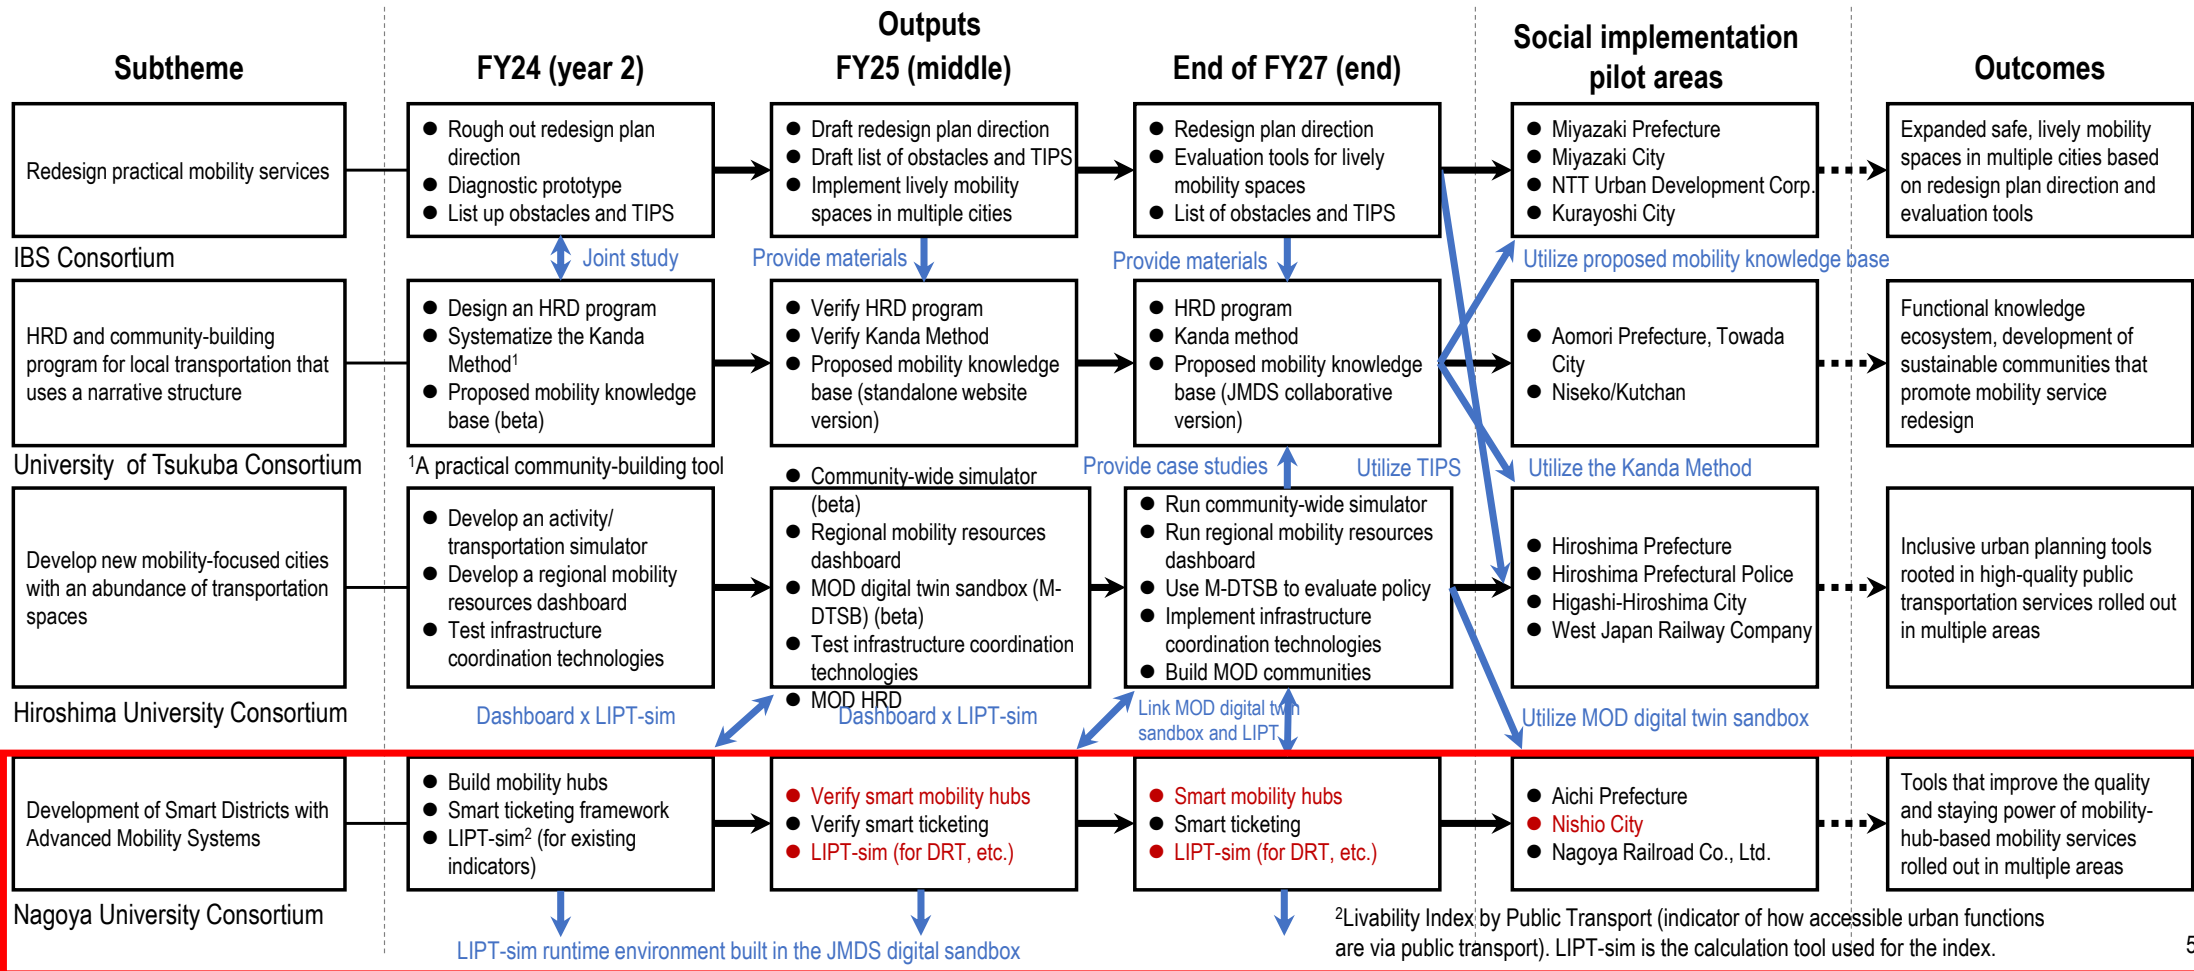 Outputs
Subtheme
FY24 (year 2)
FY25 (middle)
End of FY27 (end)
Social implementation
pilot areas
Outcomes
Redesign practical mobility services
● Rough out redesign plan
direction
● Diagnostic prototype
● List up obstacles and TIPS
● Draft redesign plan direction
● Draft list of obstacles and TIPS
● Implement lively mobility
spaces in multiple cities
● Redesign plan direction
● Evaluation tools for lively
mobility spaces
● List of obstacles and TIPS
● Miyazaki Prefecture
● Miyazaki City
● NTT Urban Development Corp.
● Kurayoshi City
Expanded safe, lively mobility
spaces in multiple cities based
on redesign plan direction and
evaluation tools
IBS Consortium
Joint study
Provide materials
Provide materials
Utilize proposed mobility knowledge base
HRD and community-building
program for local transportation that
uses a narrative structure
● Design an HRD program
● Systematize the Kanda
Method1
● Proposed mobility knowledge
base (beta)
● Verify HRD program
● Verify Kanda Method
● Proposed mobility knowledge
base (standalone website
version)
● HRD program
● Kanda method
● Proposed mobility knowledge
base (JMDS collaborative
version)
● Aomori Prefecture, Towada
City
● Niseko/Kutchan
Functional knowledge
ecosystem, development of
sustainable communities that
promote mobility service
redesign
University of Tsukuba Consortium
1A practical community-building tool
Provide case studies
Utilize TIPS
Utilize the Kanda Method
Develop new mobility-focused cities
with an abundance of transportation
spaces
● Develop an activity/
transportation simulator
● Develop a regional mobility
resources dashboard
● Test infrastructure
coordination technologies
● Community-wide simulator
(beta)
● Regional mobility resources
dashboard
● MOD digital twin sandbox (M-
DTSB) (beta)
● Test infrastructure coordination
technologies
● MOD HRD
● Run community-wide simulator
● Run regional mobility resources
dashboard
● Use M-DTSB to evaluate policy
● Implement infrastructure
coordination technologies
● Build MOD communities
● Hiroshima Prefecture
● Hiroshima Prefectural Police
● Higashi-Hiroshima City
● West Japan Railway Company
Inclusive urban planning tools
rooted in high-quality public
transportation services rolled out
in multiple areas
Hiroshima University Consortium
Dashboard x LIPT-sim
Dashboard x LIPT-sim
Link MOD digital twin
sandbox and LIPT
Utilize MOD digital twin sandbox
Development of Smart Districts with
Advanced Mobility Systems
● Build mobility hubs
● Smart ticketing framework
● LIPT-sim2 (for existing
indicators)
● Verify smart mobility hubs
● Verify smart ticketing
● LIPT-sim (for DRT, etc.)
● Smart mobility hubs
● Smart ticketing
● LIPT-sim (for DRT, etc.)
● Aichi Prefecture
● Nishio City
● Nagoya Railroad Co., Ltd.
Tools that improve the quality
and staying power of mobility-
hub-based mobility services
rolled out in multiple areas
Nagoya University Consortium
LIPT-sim runtime environment built in the JMDS digital sandbox
2Livability Index by Public Transport (indicator of how accessible urban functions
are via public transport). LIPT-sim is the calculation tool used for the index.
5